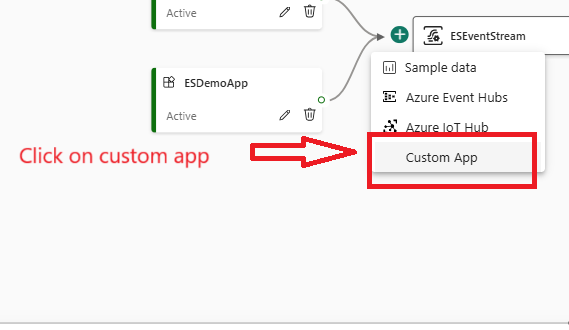 Active
ESEventStream
Sample data
ESDemoApp
Azure Event Hubs
Active
Azure IoT Hub
Click on custom app
Custom App